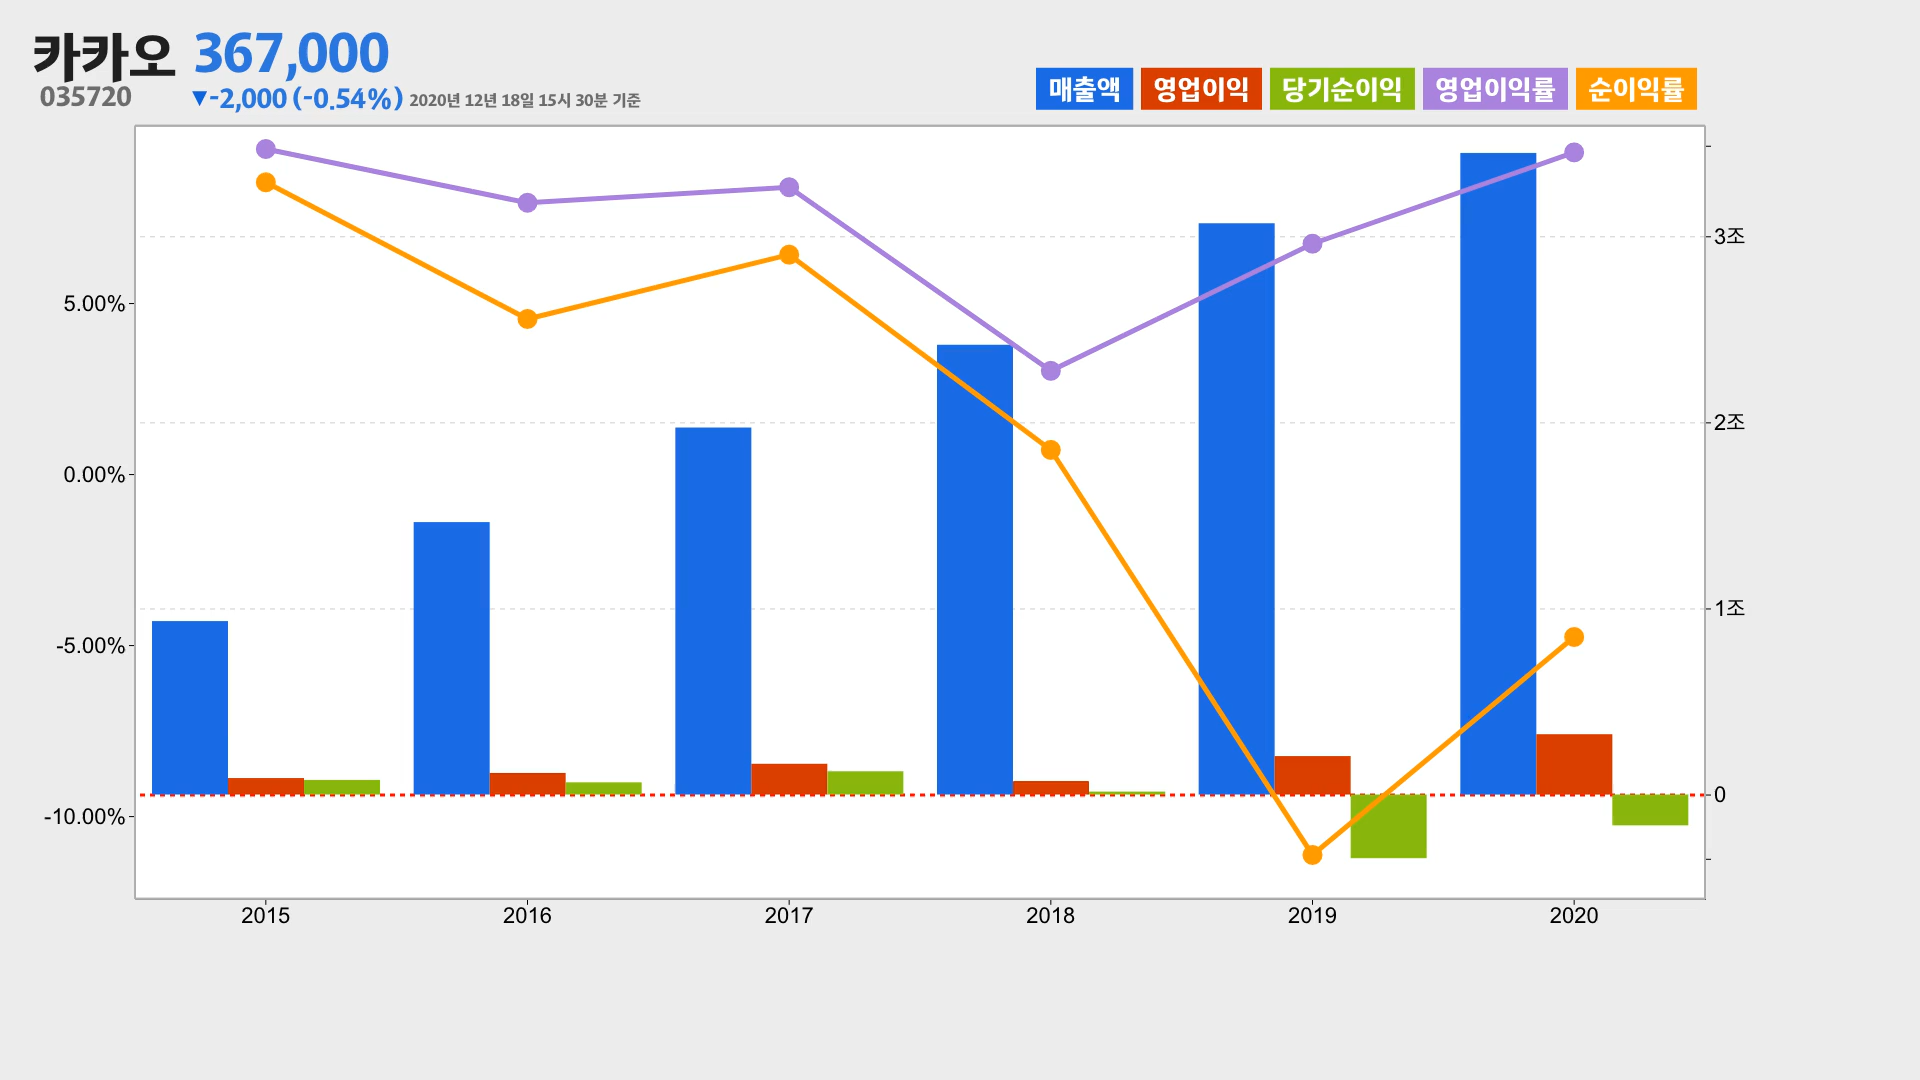 카카오 367,000
035720 ▼-2,000 (-0.54%) 2020년 12년 18일 15시 30분 기준
매출액 영업이익 당기순이익 영업이익률 순이익률
3조
5.00%
2조
0.00%
1조
-5.00%
0
-10.00%
2015 2016 2017 2018 2019 2020